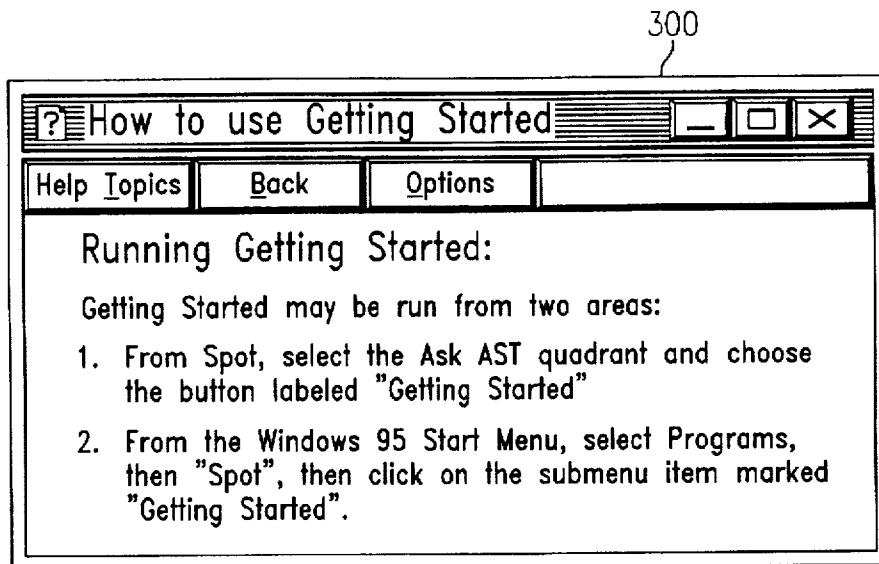 300
? How to use Getting Started
Help Topics Back Options
Running Getting Started:
Getting Started may be run from two areas:
1. From Spot, select the Ask AST quadrant and choose
the button labeled "Getting Started"
2. From the Windows 95 Start Menu, select Programs,
then "Spot", then click on the submenu item marked
"Getting Started".